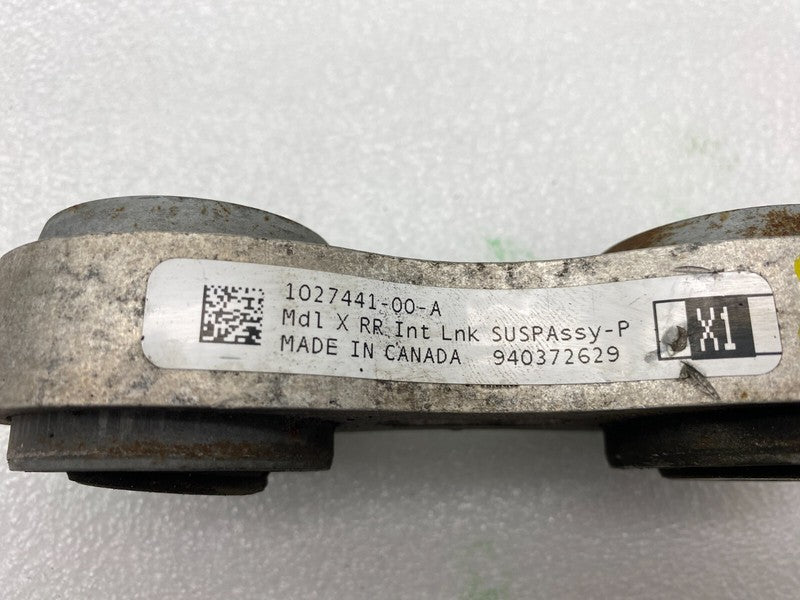 1027441-00-A
Mdl X RR Int Lnk SUSPAssy-P
MADE IN CANADA 940372629
X1